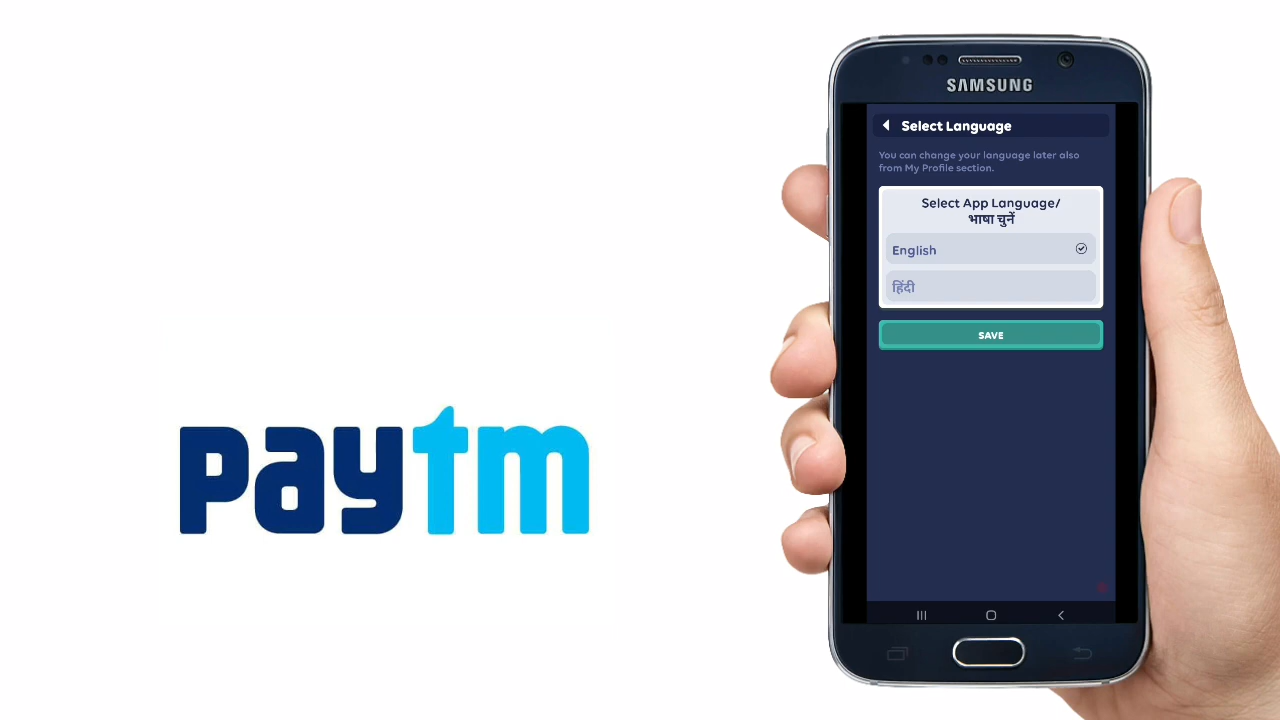 paytm
SAMSUNG
Select Language
You can change your language later also
from My Profile section.
Select App Language/
भाषा चुनें
English
हिंदी
SAVE